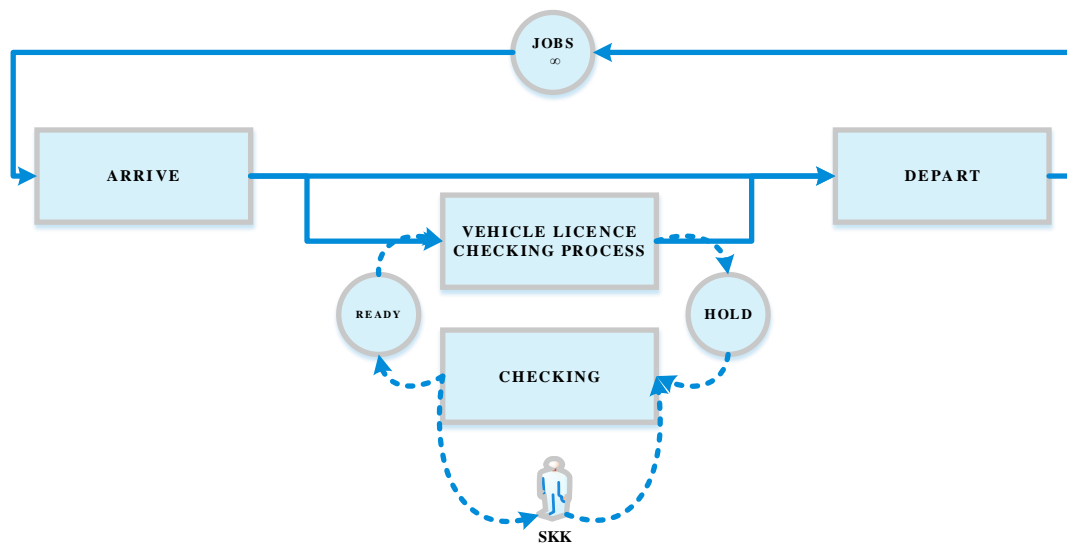 JOBS
∞
ARRIVE
DEPART
VEHICLE LICENCE
CHECKING PROCESS
READY
HOLD
CHECKING
SKK